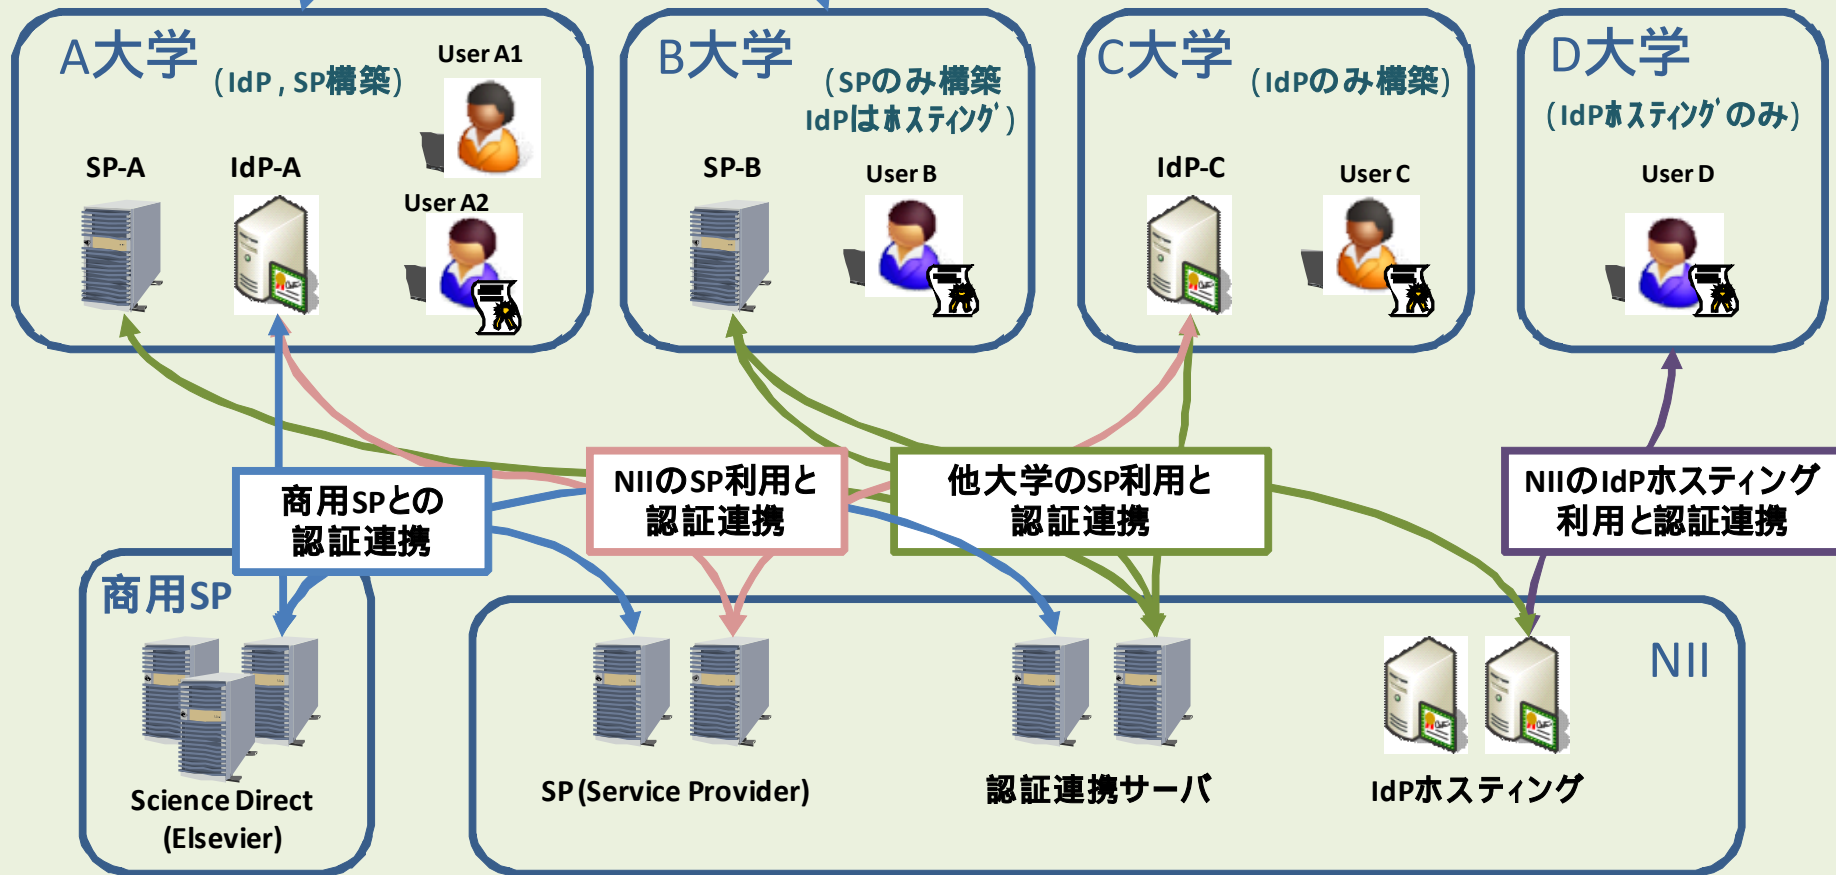 A大学
(IdP , SP構築)
User A1
SP-A
IdP-A
User A2
B大学
(SPのみ構築
IdPはホスティング)
SP-B
User B
C大学
(IdPのみ構築)
IdP-C
User C
D大学
(IdPホスティングのみ)
User D
商用SPとの
認証連携
NIIのSP利用と
認証連携
他大学のSP利用と
認証連携
NIIのIdPホスティング
利用と認証連携
商用SP
Science Direct
(Elsevier)
NII
SP (Service Provider)
認証連携サーバ
IdPホスティング